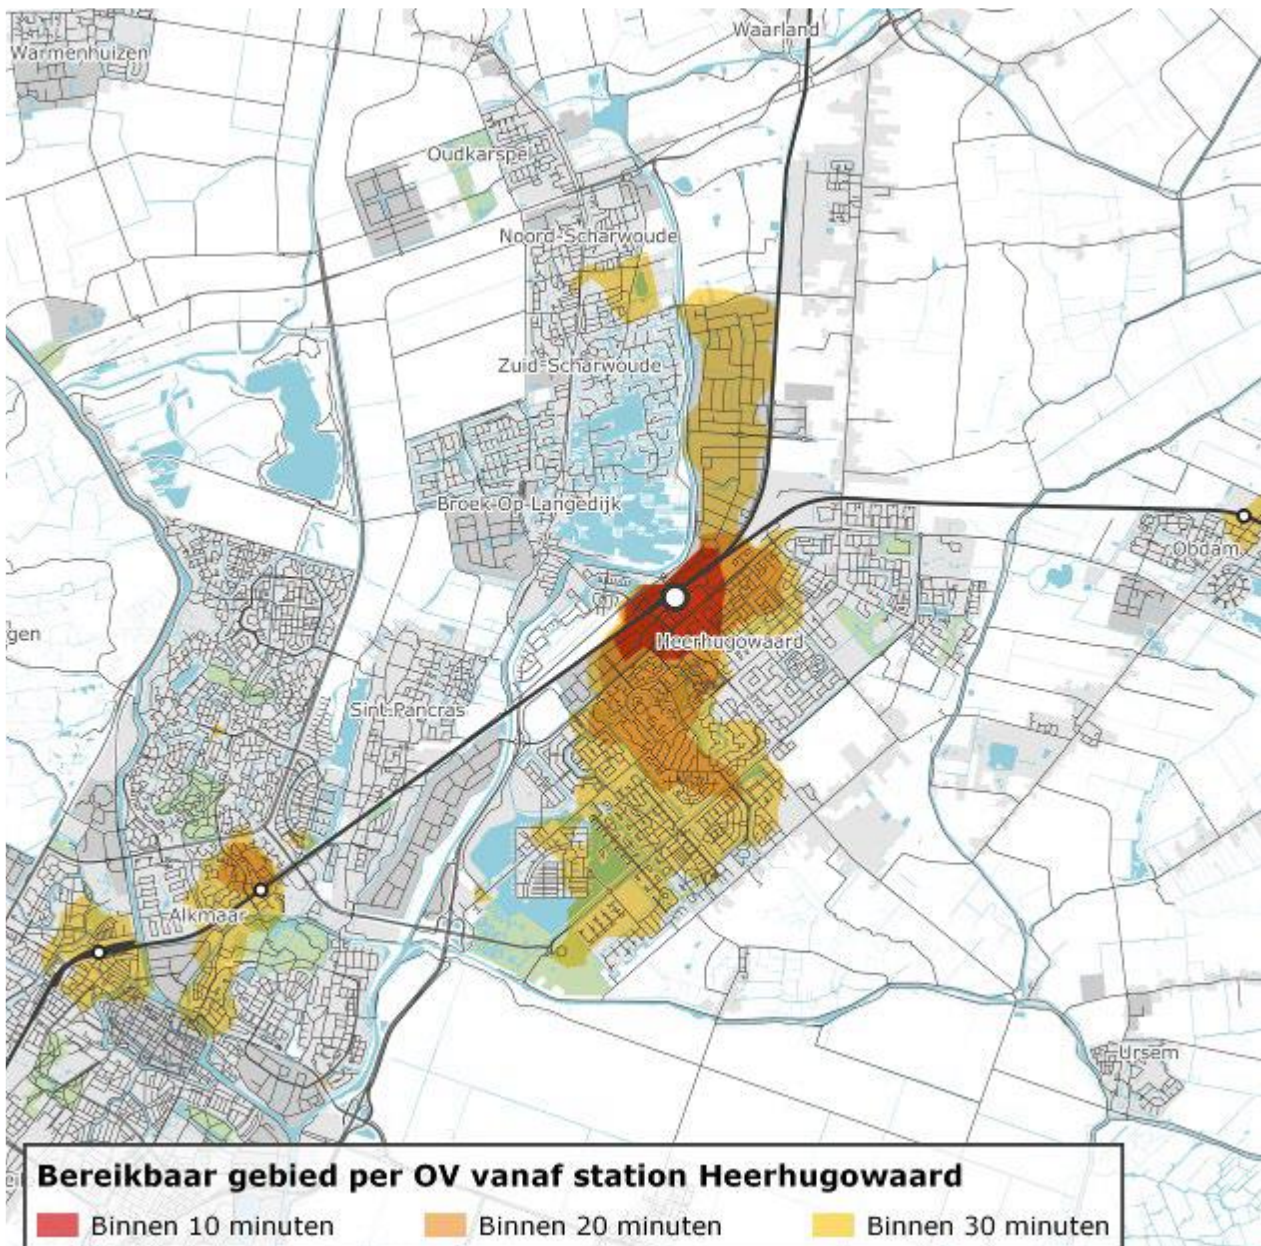 Waarland
Warmenhuizen
Oudkarspel
Noord-Scharwoude
Zuid-Scharwoude
Broek Op Langedijk
Obdam
gen
Heerhugowaard
Sint Pancras
Alkmaar
Ursem
Bereikbaar gebied per OV vanaf station Heerhugowaard
Binnen 10 minuten
Binnen 20 minuten
Binnen 30 minuten